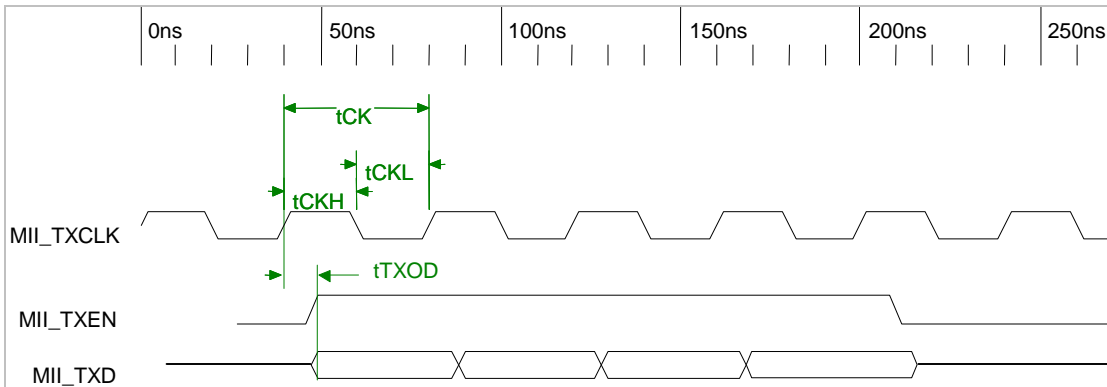 0ns 50ns 100ns 150ns 200ns 250ns
tCK
tCKL
tCKH
MII_TXCLK
tTXOD
MII_TXEN
MII_TXD